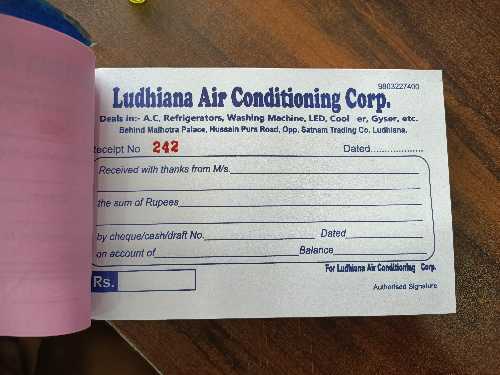 9803227400
Ludhiana Air Conditioning Corp.
Deals in:- A.C, Refrigerators, Washing Machine, LED, Cool er, Gyser, etc.
Behind Malhotra Palace, Hussain Pura Road, Opp. Satnam Trading Co. Ludhiana.
eceipt No 242 Dated...................
Received with thanks from M/s.
the sum of Rupees
by cheque/cash/draft No. Dated
on account of Balance
For Ludhiana Air Conditioning Corp.
Rs.
Authorised Signature